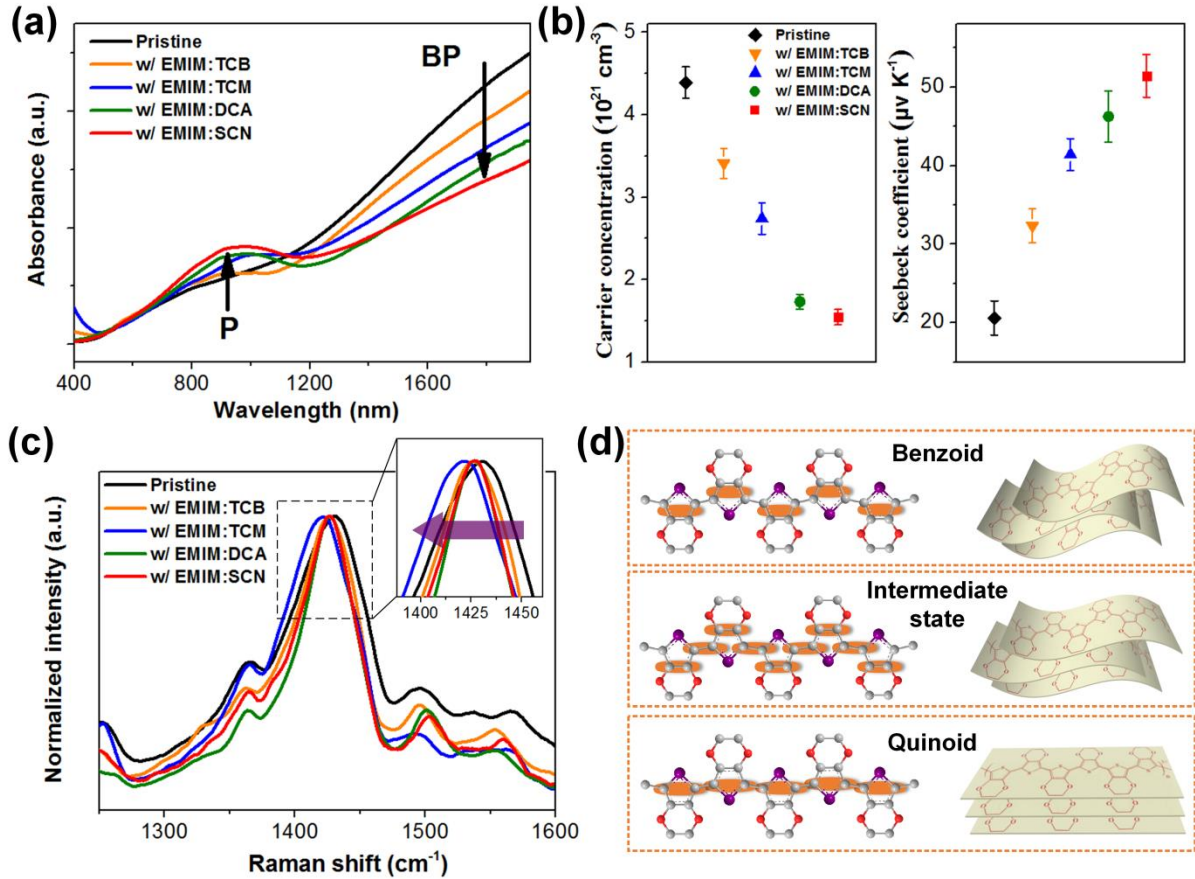 (a)
Pristine
w/ EMIM:TCB
w/ EMIM:TCM
w/ EMIM:DCA
w/ EMIM:SCN
BP
P
Absorbance (a.u.)
400 800 1200 1600
Wavelength (nm)
(b)
5
4
3
2
1
Carrier concentration (10²¹ cm⁻³)
Pristine
w/ EMIM:TCB
w/ EMIM:TCM
w/ EMIM:DCA
w/ EMIM:SCN
50
40
30
20
Seebeck coefficient (μv K⁻¹)
(c)
Pristine
w/ EMIM:TCB
w/ EMIM:TCM
w/ EMIM:DCA
w/ EMIM:SCN
1400 1425 1450
Normalized intensity (a.u.)
1300 1400 1500 1600
Raman shift (cm⁻¹)
(d)
Benzoid
Intermediate
state
Quinoid